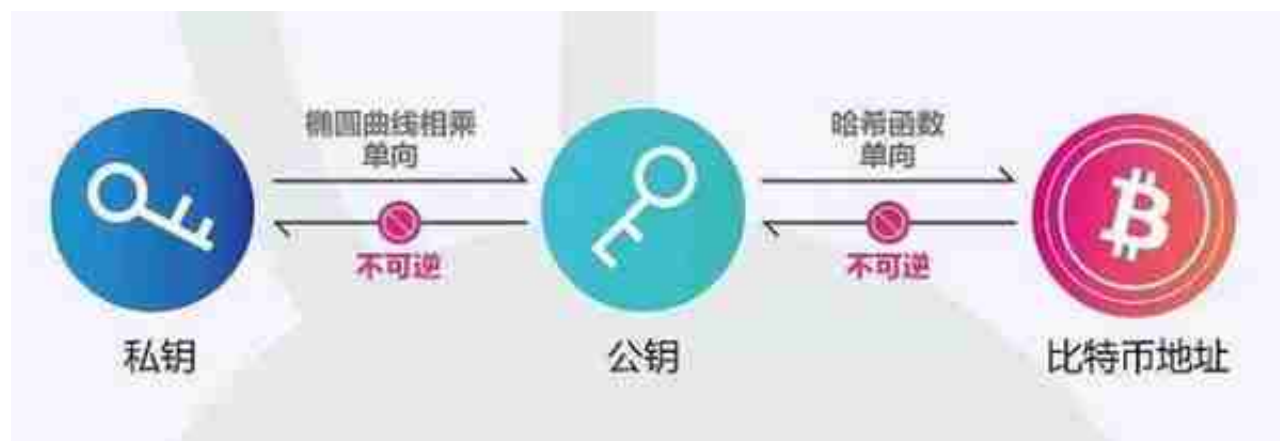 椭圆曲线相乘
单向
哈希函数
单向
不可逆
不可逆
私钥
公钥
比特币地址